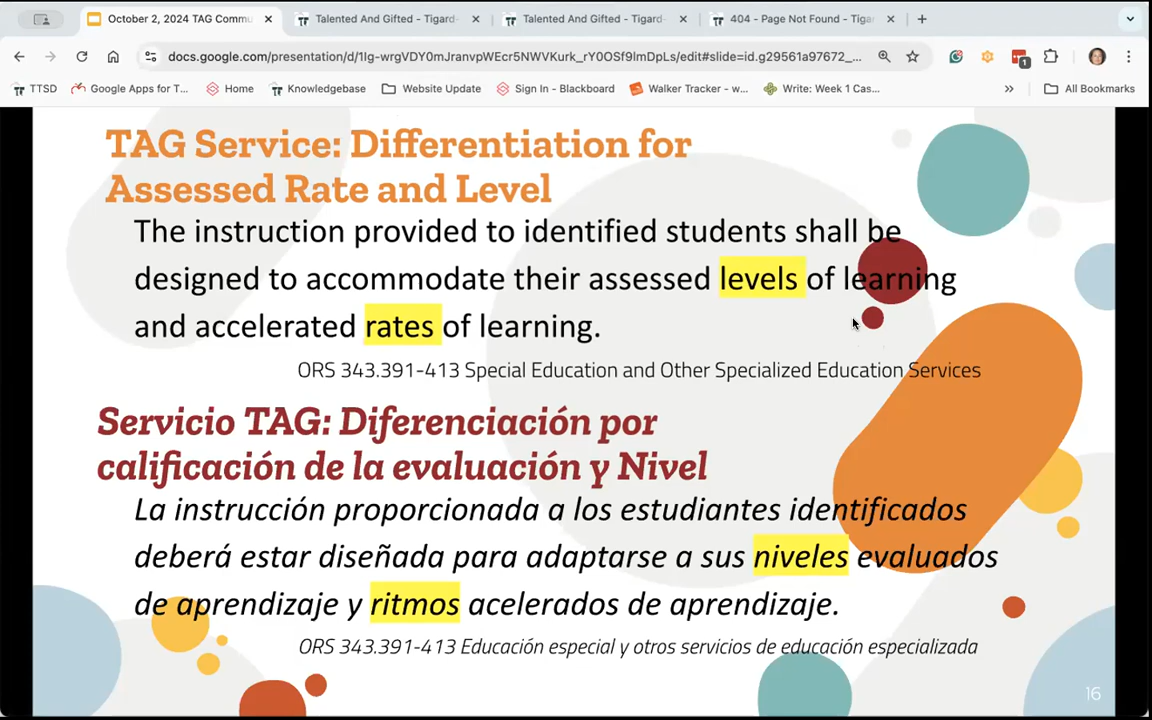 October 2, 2024 TAG Commu
Talented And Gifted - Tigard-
Talented And Gifted - Tigard-
404 - Page Not Found - Tiga
docs.google.com/presentation/d/1Ig-wrgVDY0mJranvpWEcr5NWVKurk_rY0OSf9lmDpLs/edit#slide=id.g29561a97672_...
1
TTSD
Google Apps for T...
Home
Knowledgebase
Website Update
Sign In - Blackboard
Walker Tracker - w...
Write: Week 1 Cas...
»
All Bookmarks
TAG Service: Differentiation for
Assessed Rate and Level
The instruction provided to identified students shall be
designed to accommodate their assessed levels of learning
and accelerated rates of learning.
ORS 343.391-413 Special Education and Other Specialized Education Services
Servicio TAG: Diferenciación por
calificación de la evaluación y Nivel
La instrucción proporcionada a los estudiantes identificados
deberá estar diseñada para adaptarse a sus niveles evaluados
de aprendizaje y ritmos acelerados de aprendizaje.
ORS 343.391-413 Educación especial y otros servicios de educación especializada
16